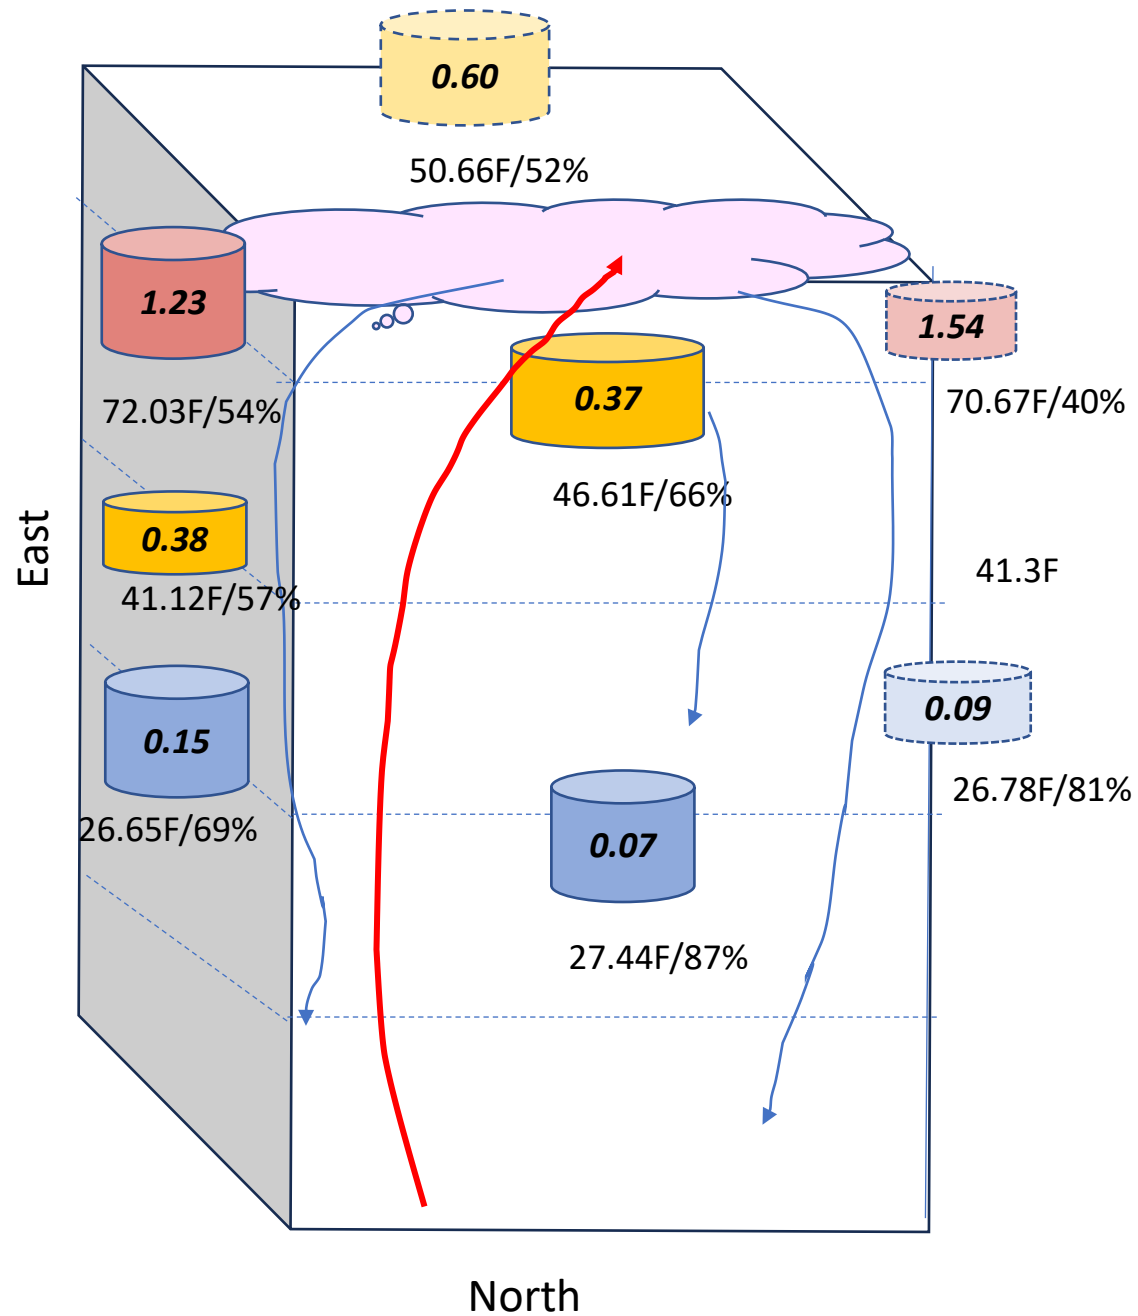 0.60
50.66F/52%
1.23
1.54
0.37
72.03F/54%
70.67F/40%
46.61F/66%
East
0.38
41.3F
41.12F/57%
0.15
0.09
26.65F/69%
26.78F/81%
0.07
27.44F/87%
North